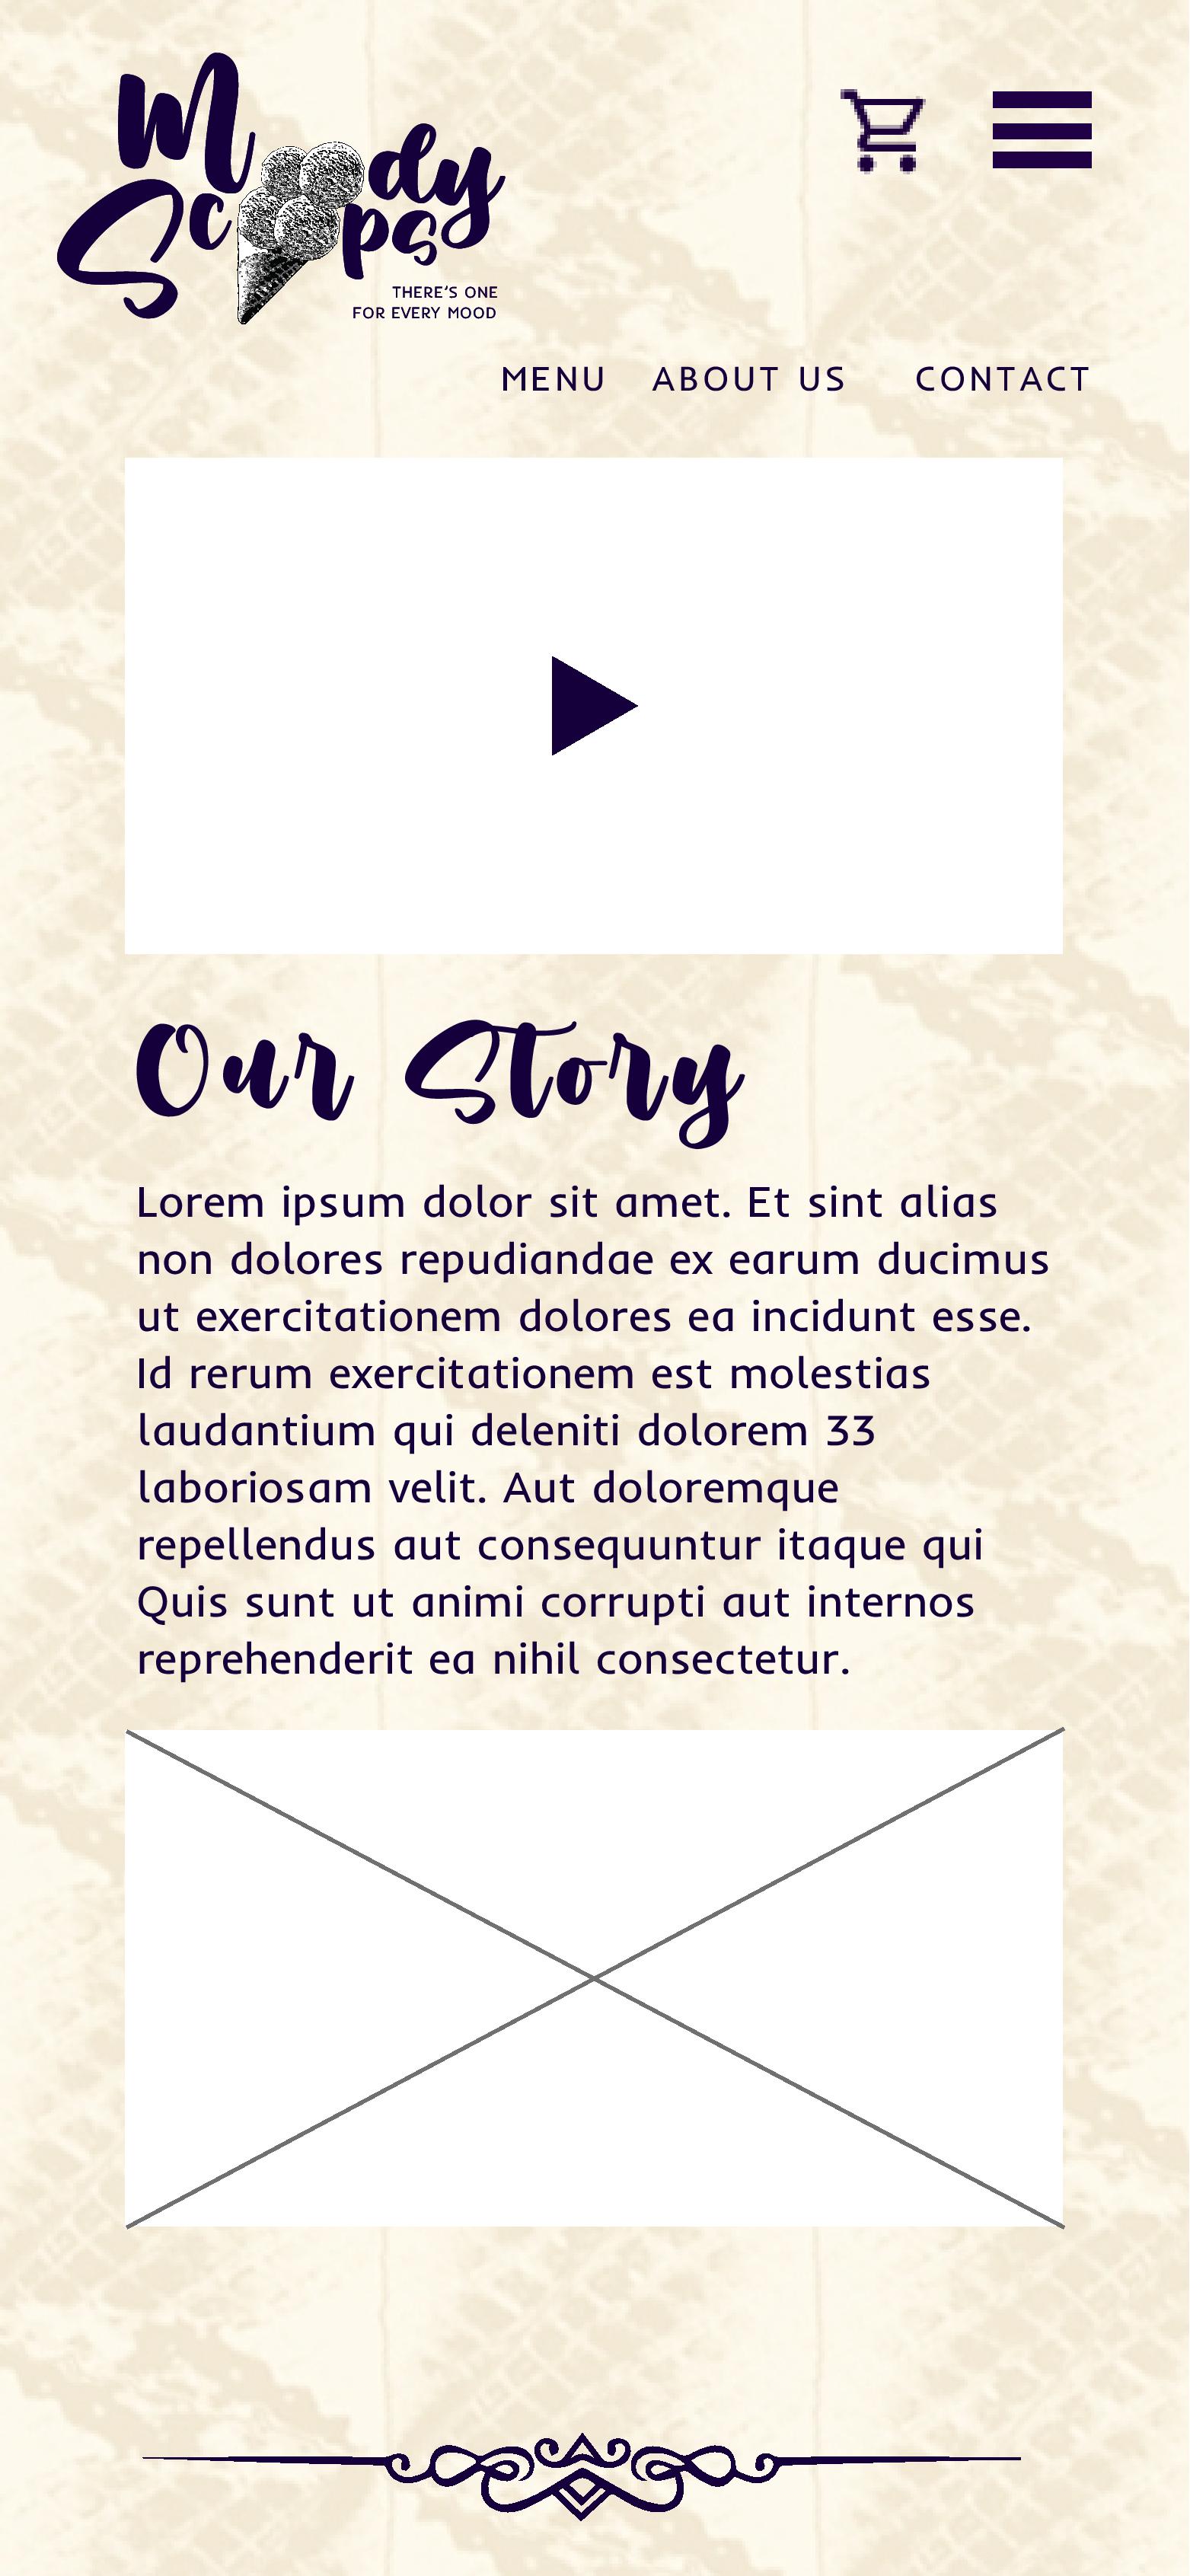 Moody
Scoops
THERE'S ONE
FOR EVERY MOOD
MENU ABOUT US CONTACT
Our Story
Lorem ipsum dolor sit amet. Et sint alias
non dolores repudiandae ex earum ducimus
ut exercitationem dolores ea incidunt esse.
Id rerum exercitationem est molestias
laudantium qui deleniti dolorem 33
laboriosam velit. Aut doloremque
repellendus aut consequuntur itaque qui
Quis sunt ut animi corrupti aut internos
reprehenderit ea nihil consectetur.